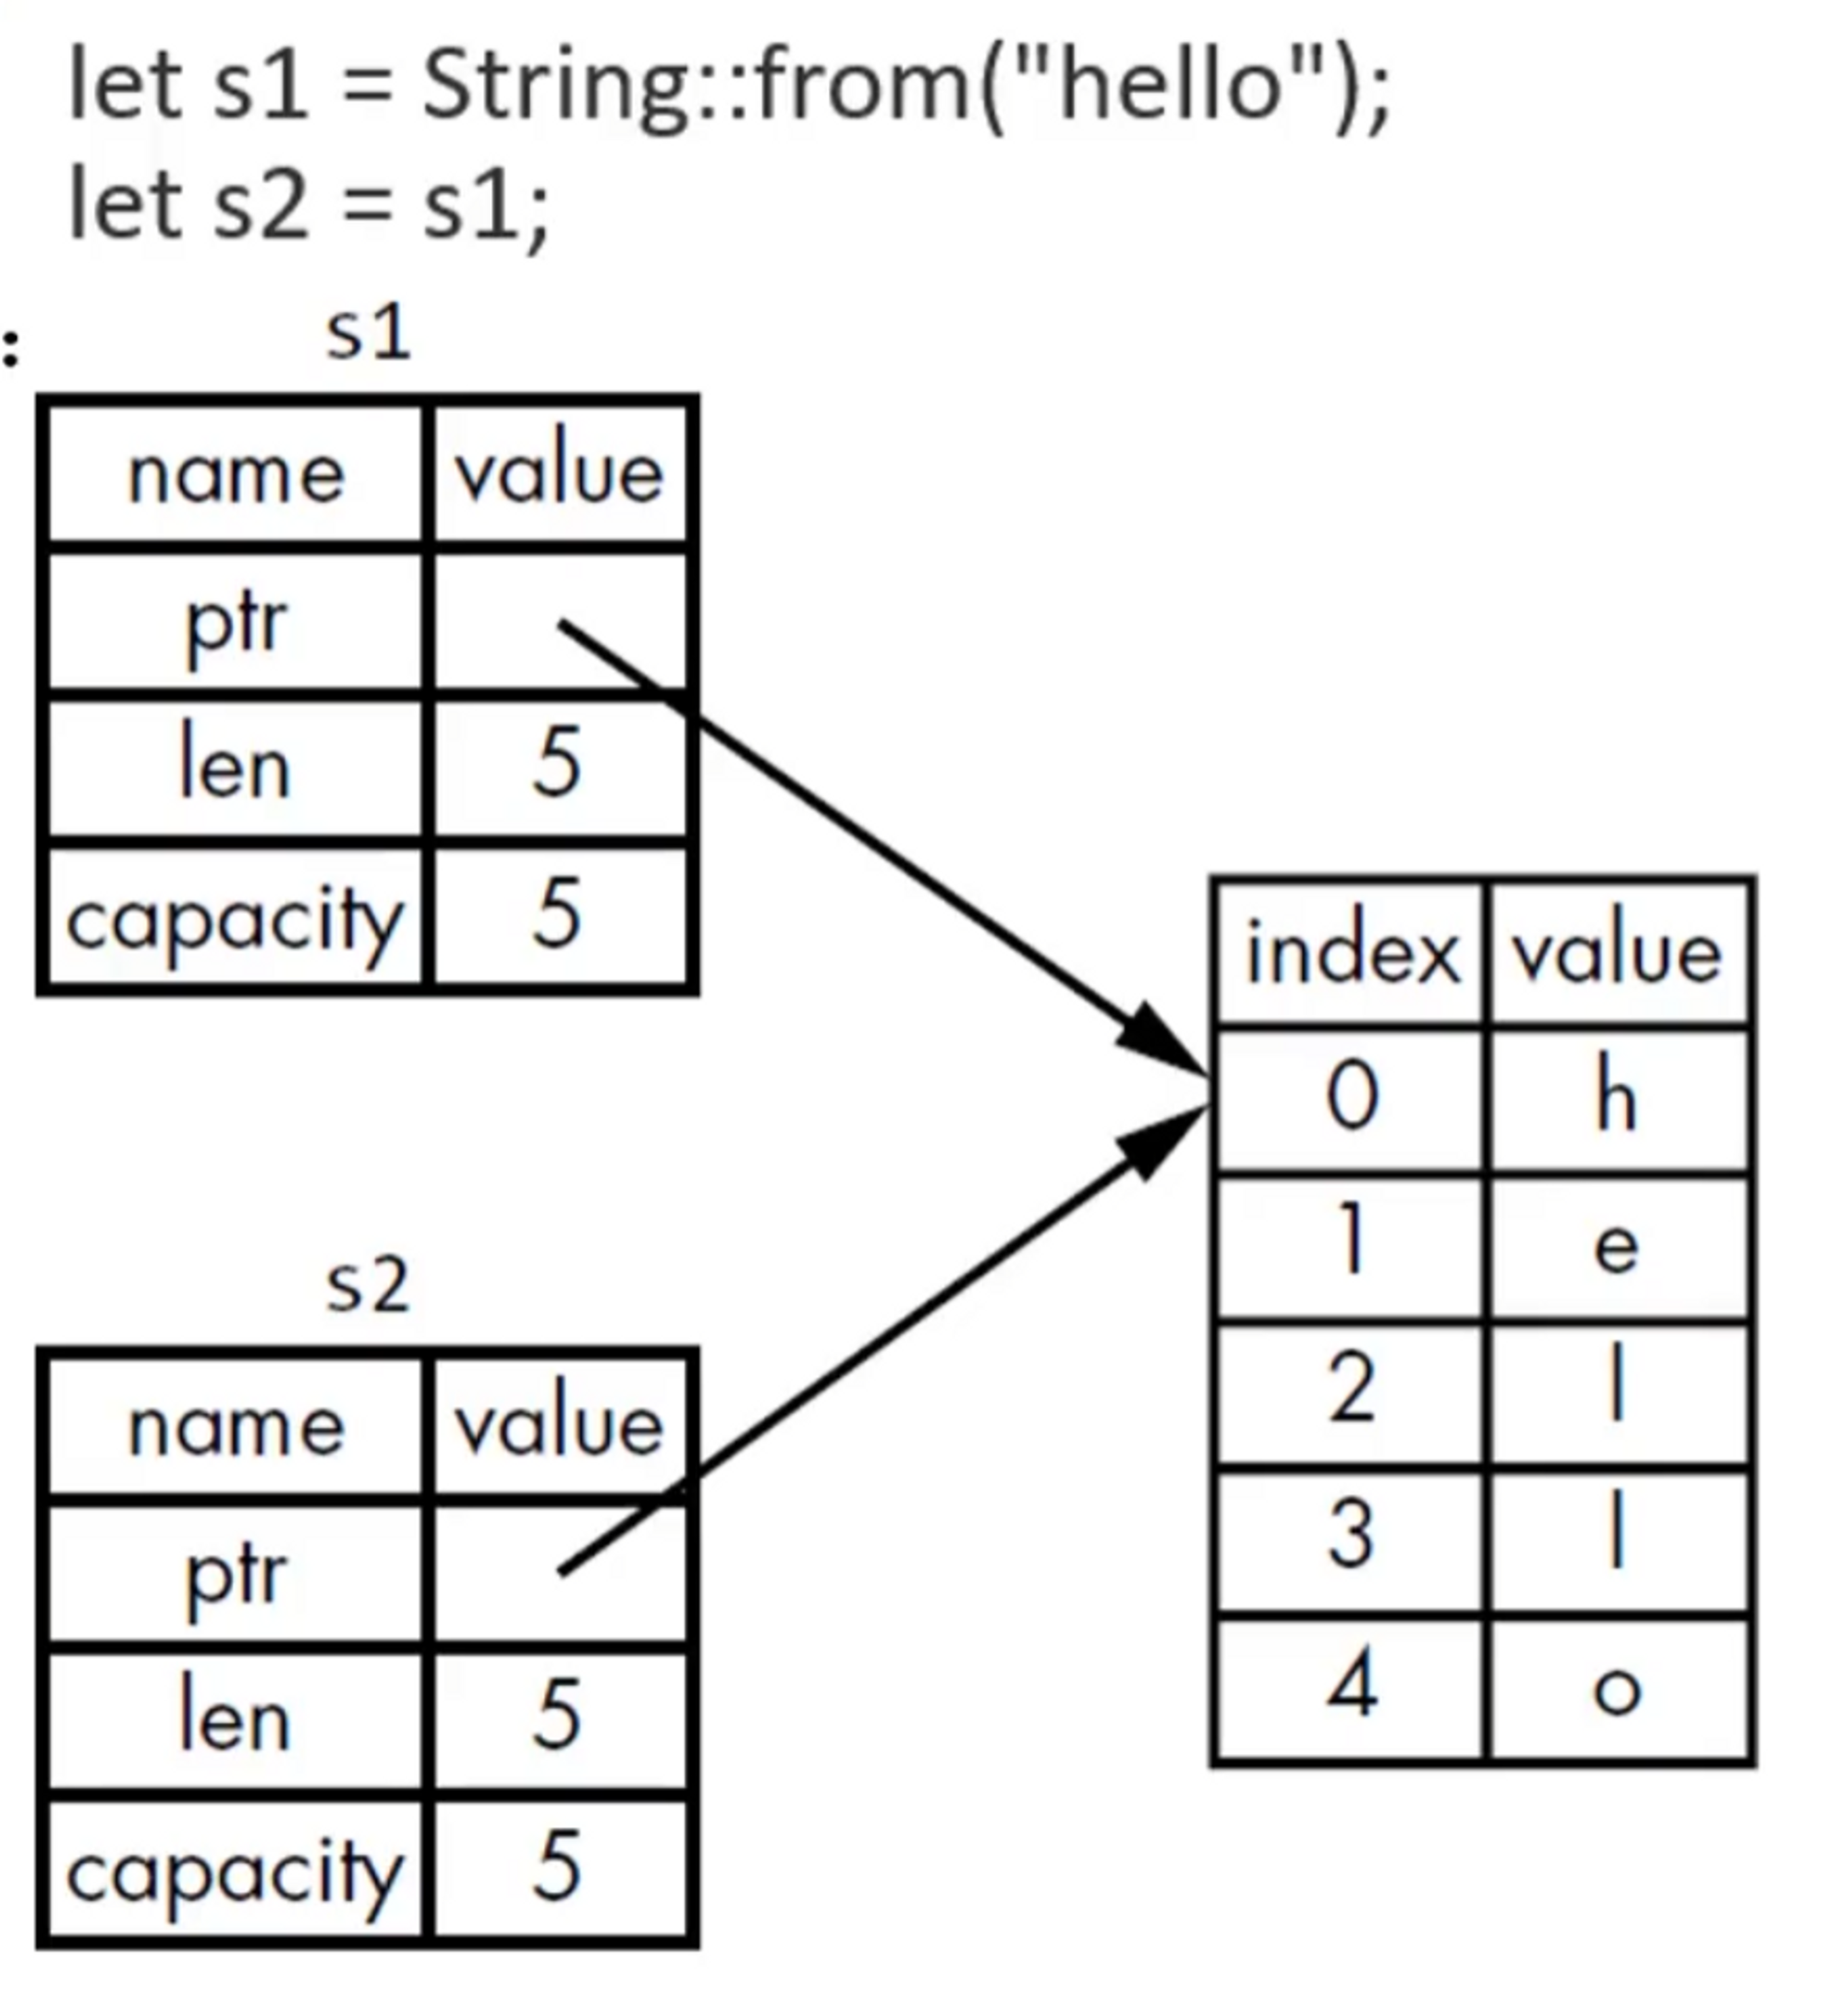 let s1 = String::from("hello");
let s2 = s1;
:
s1
name value
ptr
len 5
capacity 5
s2
name value
ptr
len 5
capacity 5
index value
0 h
1 e
2 l
3 l
4 o